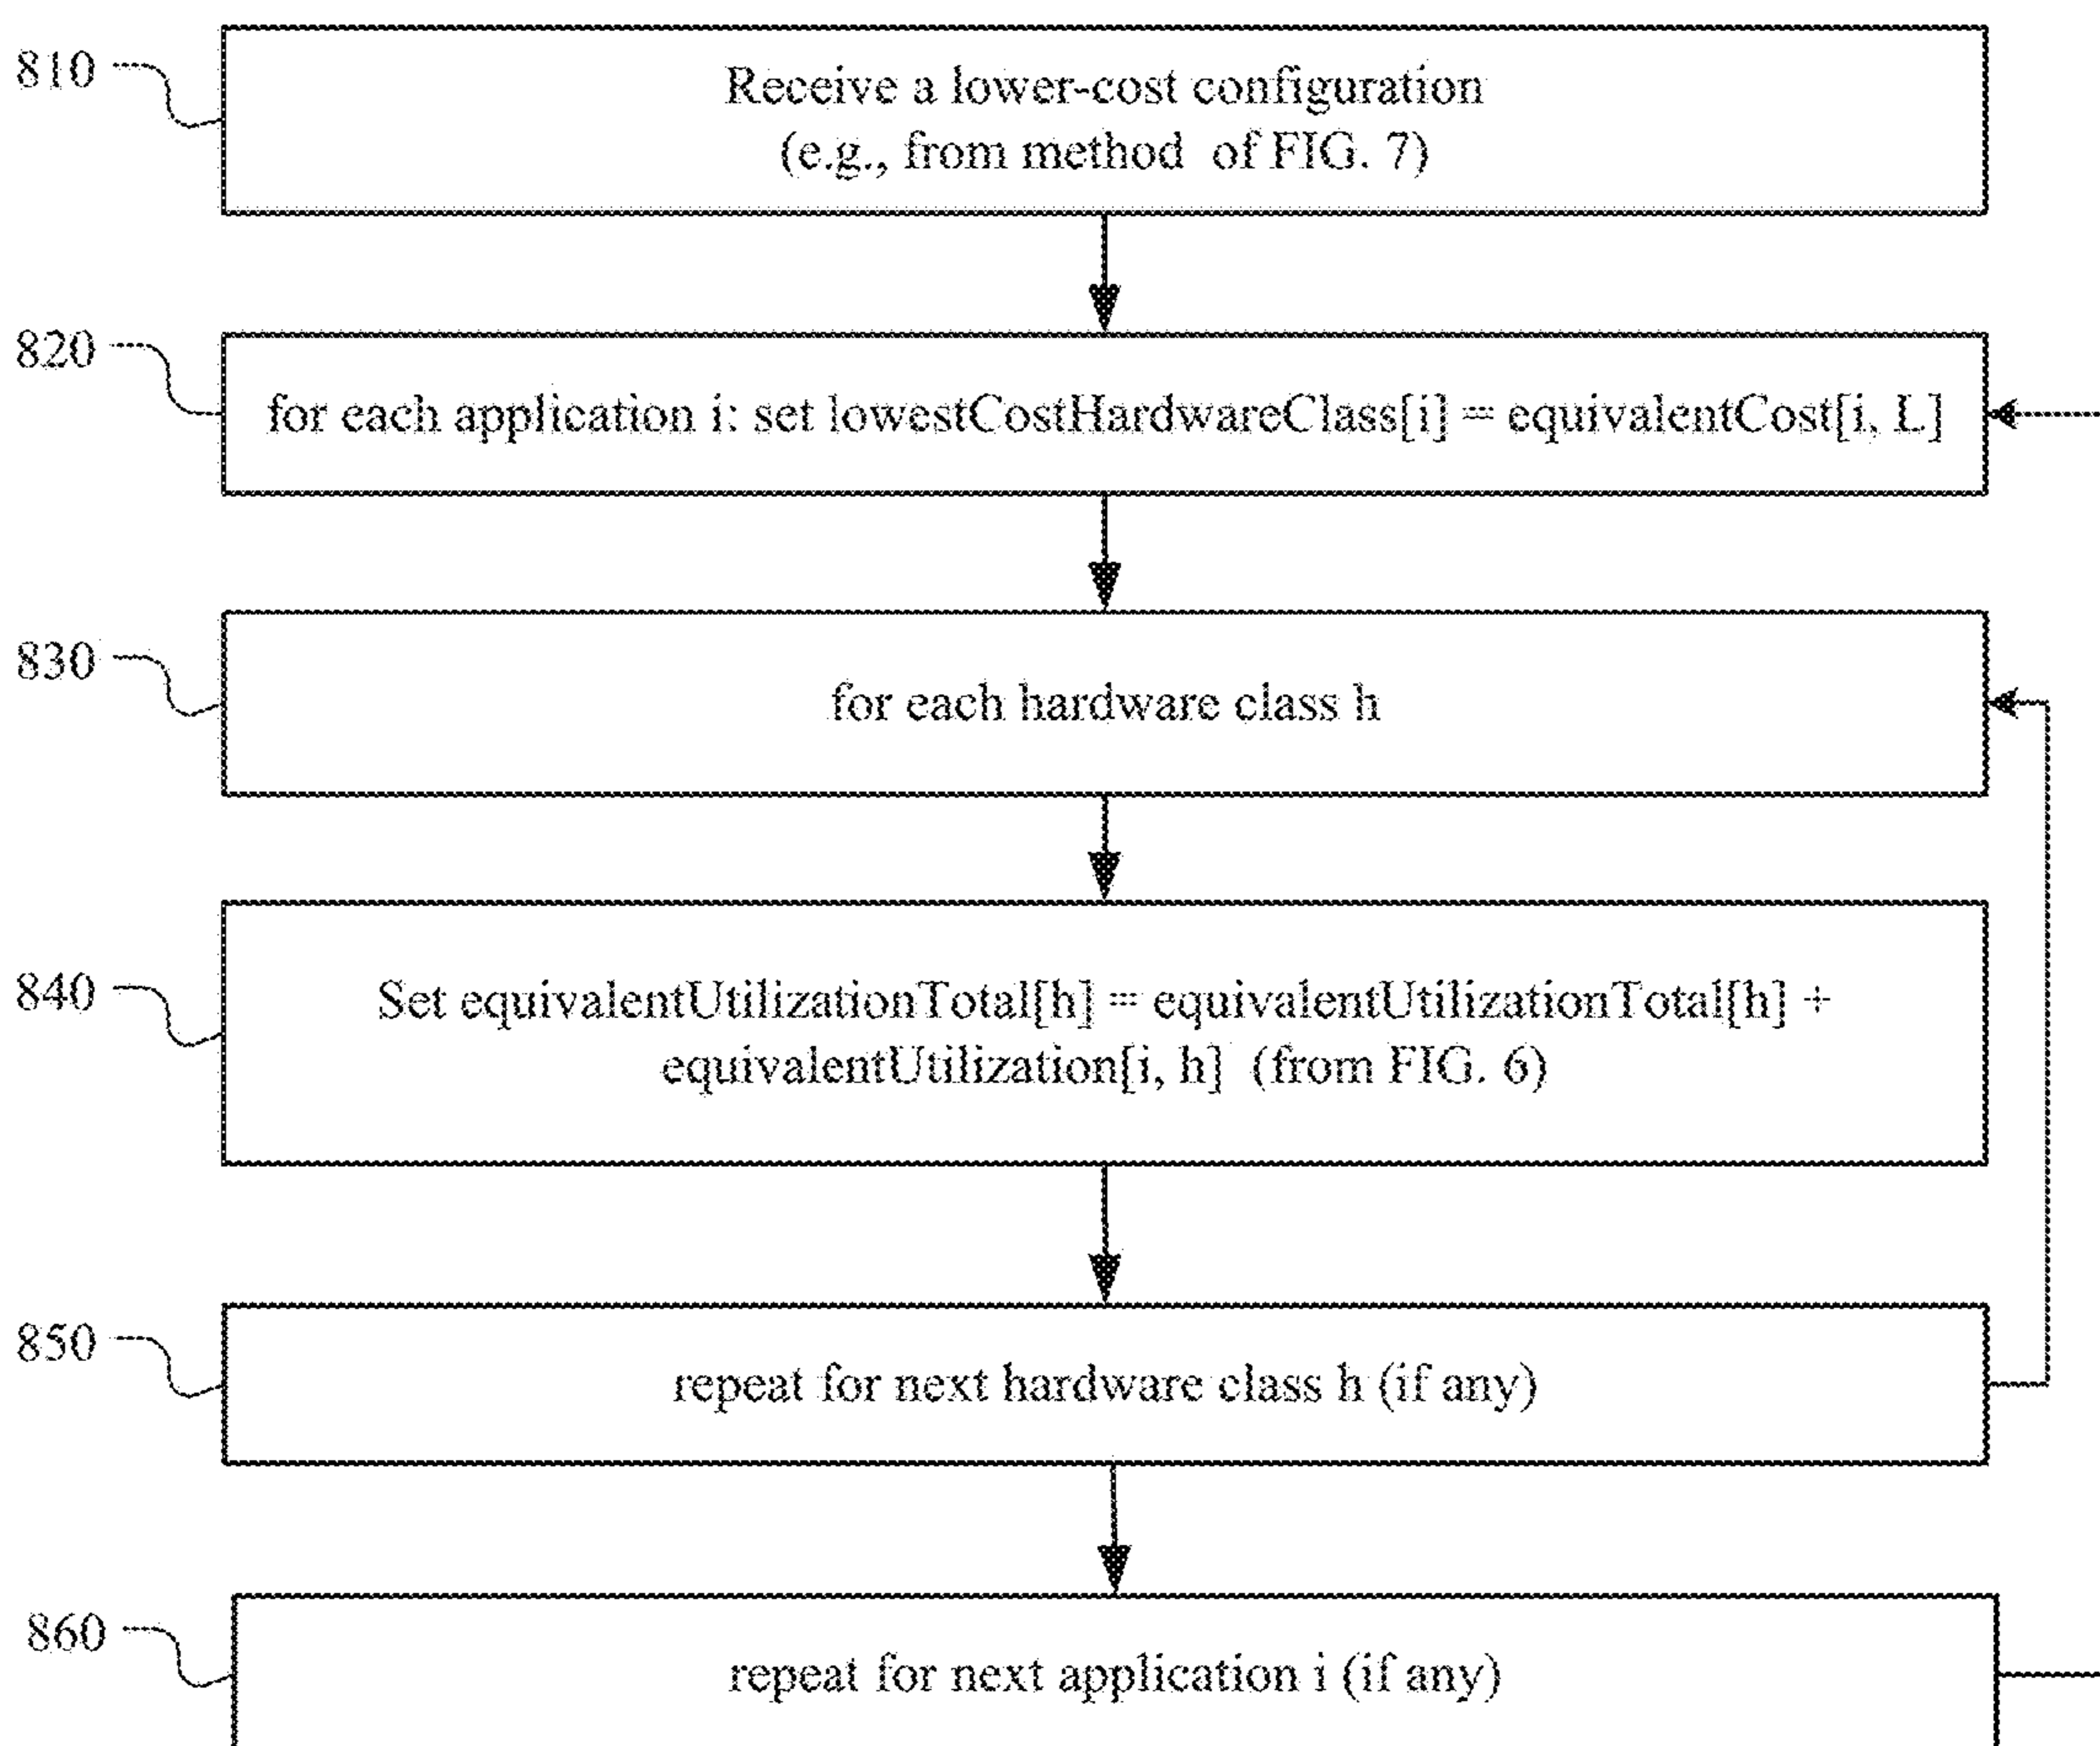 810
Receive a lower-cost configuration
(e.g., from method of FIG. 7)
820
for each application i: set lowestCostHardwareClass[i] = equivalentCost[i, L]
830
for each hardware class h
840
Set equivalentUtilizationTotal[h] = equivalentUtilizationTotal[h] +
equivalentUtilization[i, h] (from FIG. 6)
850
repeat for next hardware class h (if any)
860
repeat for next application i (if any)